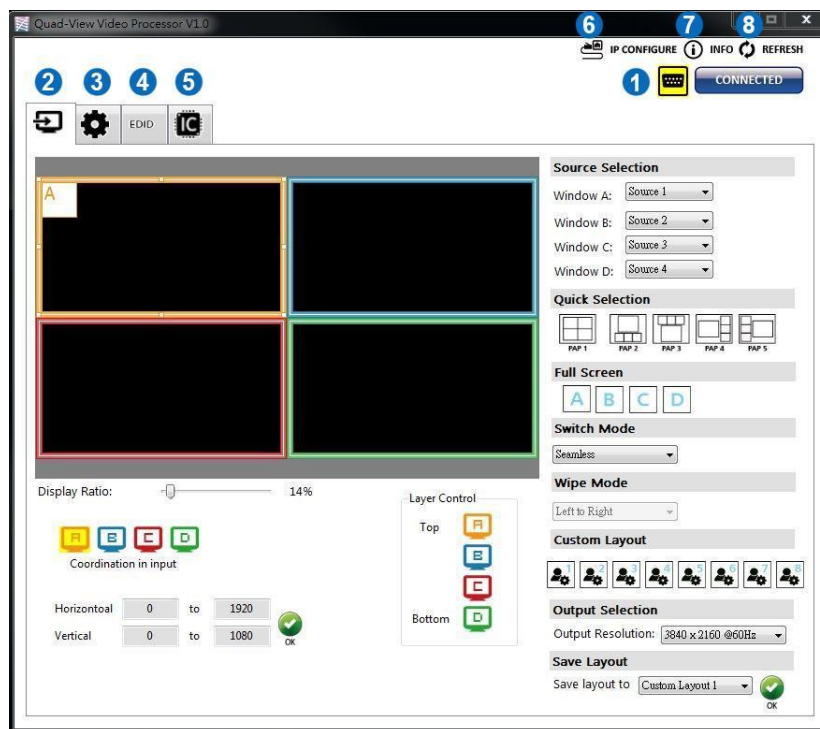 Quad-View Video Processor V1.0
X
6 7 8
IP CONFIGURE INFO REFRESH
1 CONNECTED
2 3 4 5
EDID
IC
A
Source Selection
Window A: Source 1
Window B: Source 2
Window C: Source 3
Window D: Source 4
Quick Selection
PAP 1 PAP 2 PAP 3 PAP 4 PAP 5
Full Screen
A B C D
Switch Mode
Seamless
Wipe Mode
Left to Right
Custom Layout
1 2 3 4 5 6 7 8
Output Selection
Output Resolution: 3840 x 2160 @60Hz
Save Layout
Save layout to Custom Layout 1
OK
Display Ratio: 14%
A B C D
Coordination in input
Horizontoal 0 to 1920
Vertical 0 to 1080
OK
Layer Control
Top A
B
C
Bottom D